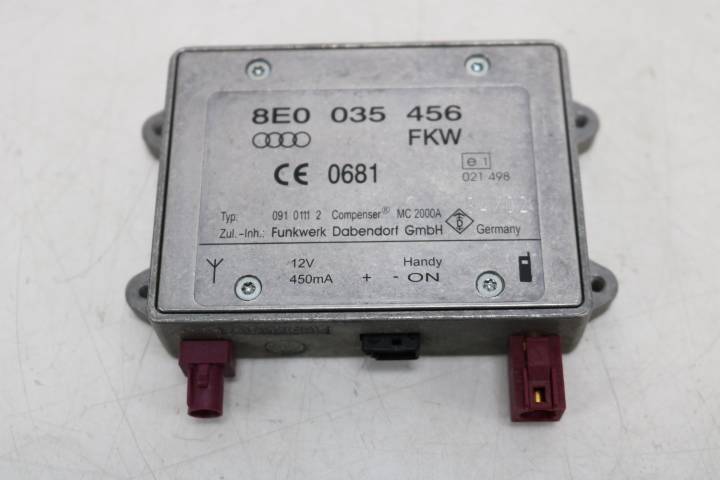 8E0 035 456
FKW
CE 0681
e 1
021 498
Typ: 091 0111 2 Compenser® MC 2000A
Zul.-Inh.: Funkwerk Dabendorf GmbH D Germany
12V Handy
450mA + - ON